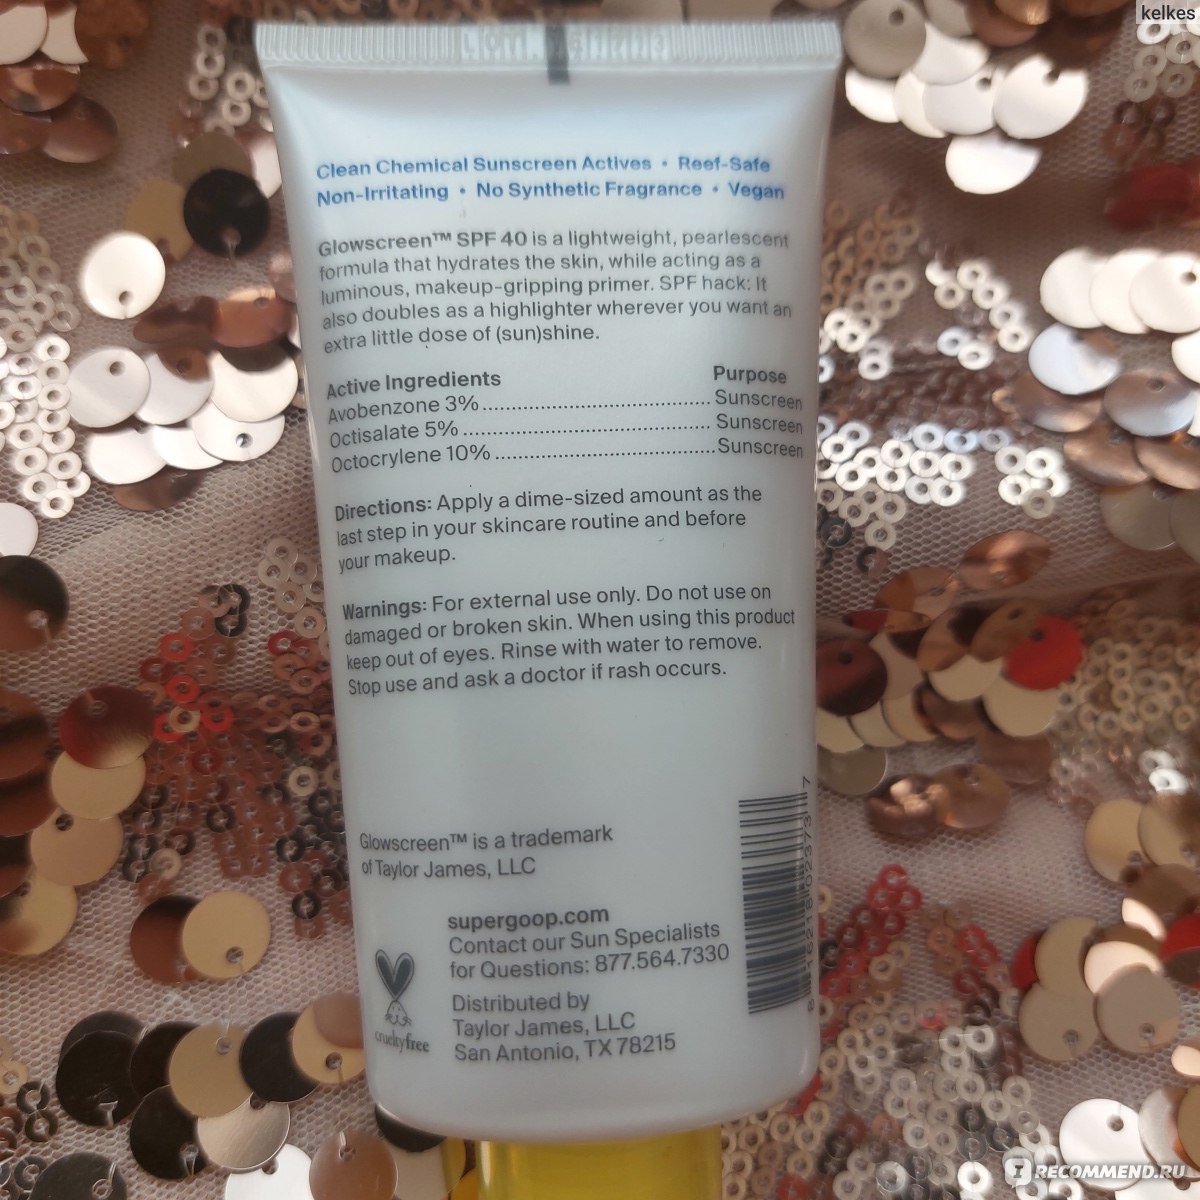 kelkes
Clean Chemical Sunscreen Actives • Reef-Safe
Non-Irritating • No Synthetic Fragrance • Vegan
Glowscreen™ SPF 40 is a lightweight, pearlescent
formula that hydrates the skin, while acting as a
luminous, makeup-gripping primer. SPF hack: It
also doubles as a highlighter wherever you want an
extra little dose of (sun)shine.
Active Ingredients Purpose
Avobenzone 3% ........................................ Sunscreen
Octisalate 5% ........................................... Sunscreen
Octocrylene 10% ...................................... Sunscreen
Directions: Apply a dime-sized amount as the
last step in your skincare routine and before
your makeup.
Warnings: For external use only. Do not use on
damaged or broken skin. When using this product
keep out of eyes. Rinse with water to remove.
Stop use and ask a doctor if rash occurs.
Glowscreen™ is a trademark
of Taylor James, LLC
supergoop.com
Contact our Sun Specialists
for Questions: 877.564.7330
Distributed by
Taylor James, LLC
San Antonio, TX 78215
crueltyfree
IRECOMMEND.RU